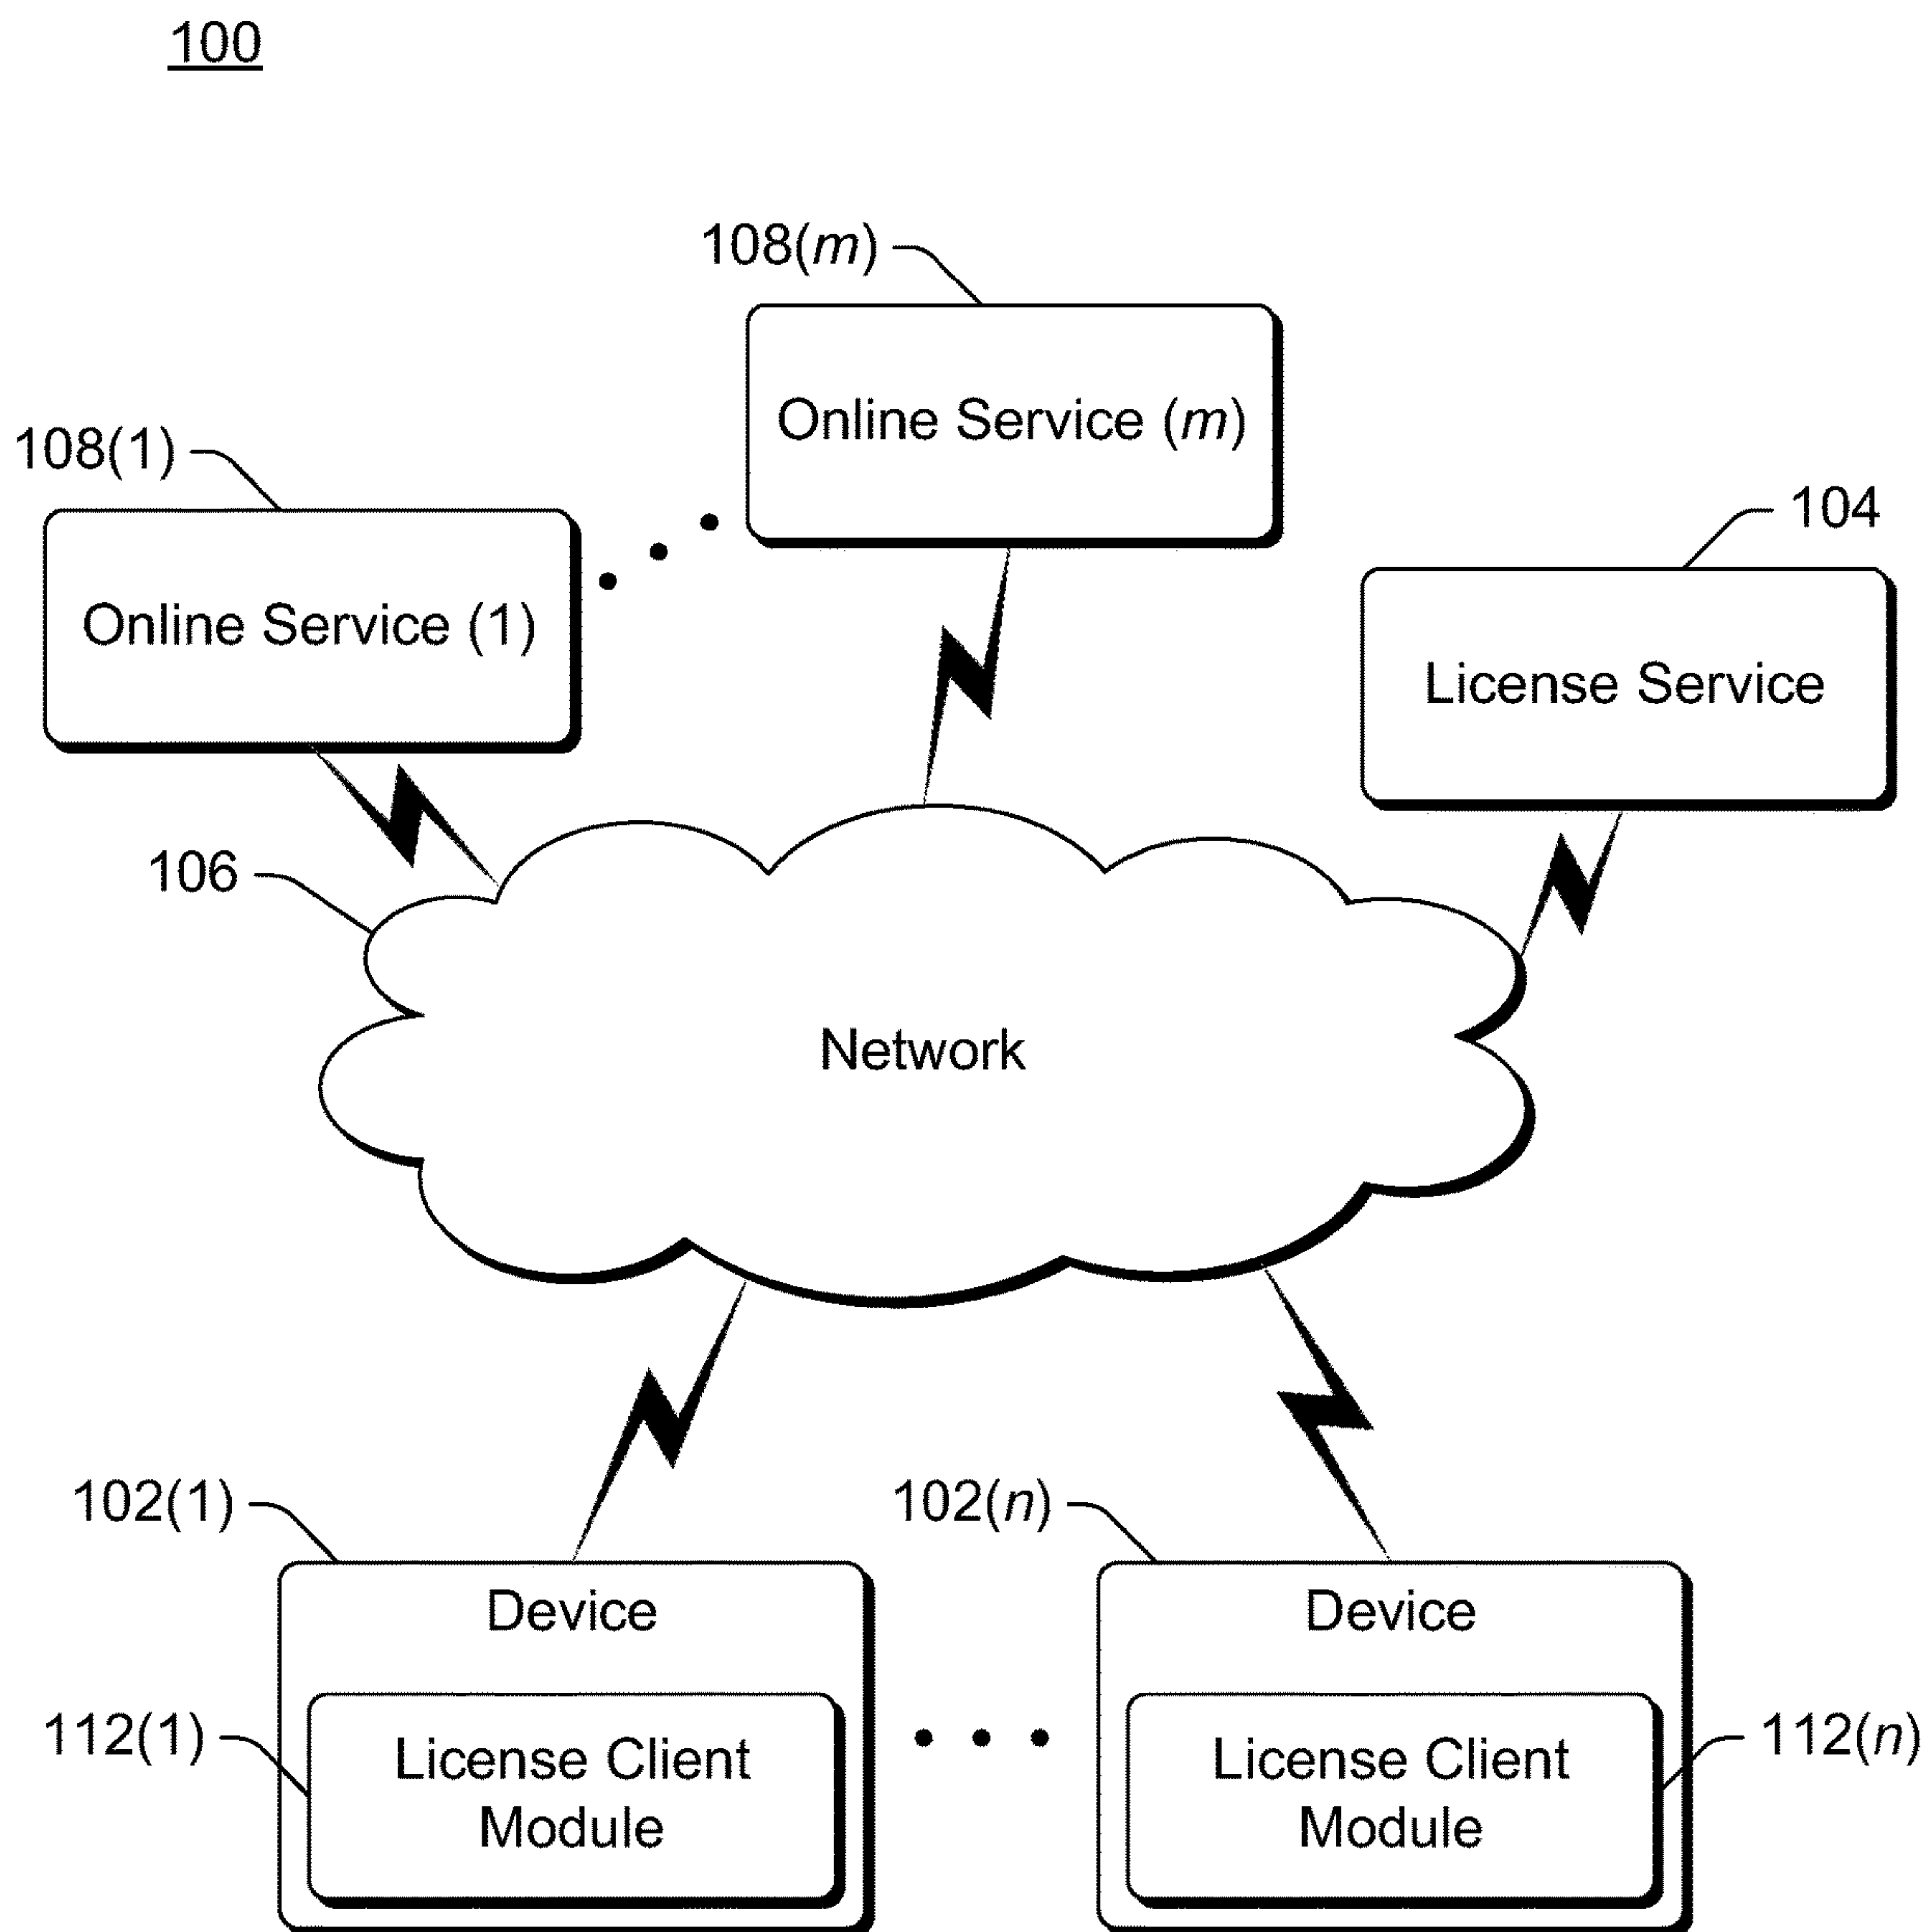 100
108(m)
Online Service (m)
108(1)
104
Online Service (1)
License Service
106
Network
102(1)
102(n)
Device
Device
112(1)
License Client
Module
License Client
Module
112(n)